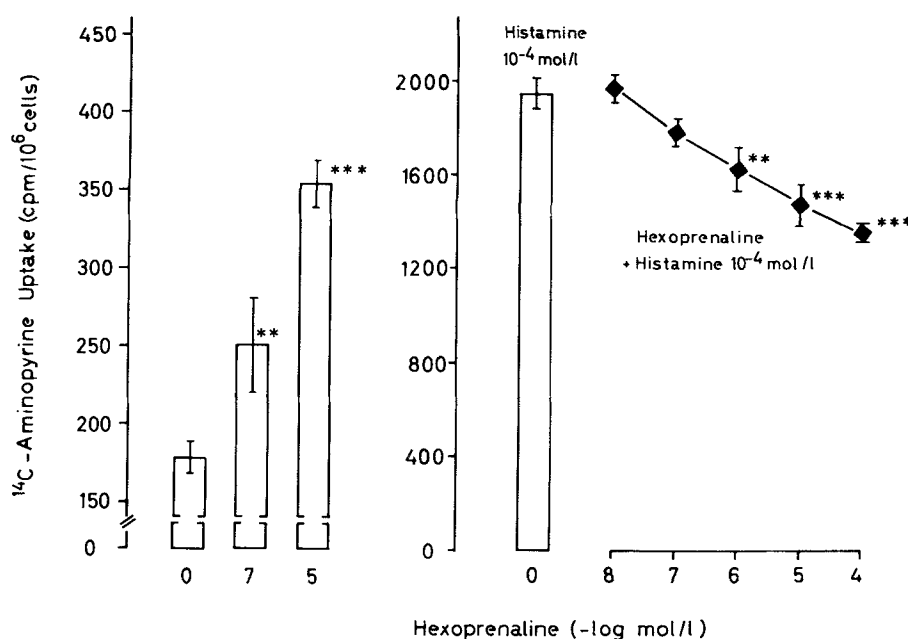 ¹⁴C-Aminopyrine Uptake (cpm/10⁶ cells)
450
400
350
300
250
200
150
0
**
***
0 7 5
Histamine
10⁻⁴ mol/l
2000
1600
1200
800
400
0
**
***
***
Hexoprenaline
+ Histamine 10⁻⁴ mol/l
0 8 7 6 5 4
Hexoprenaline (-log mol/l)